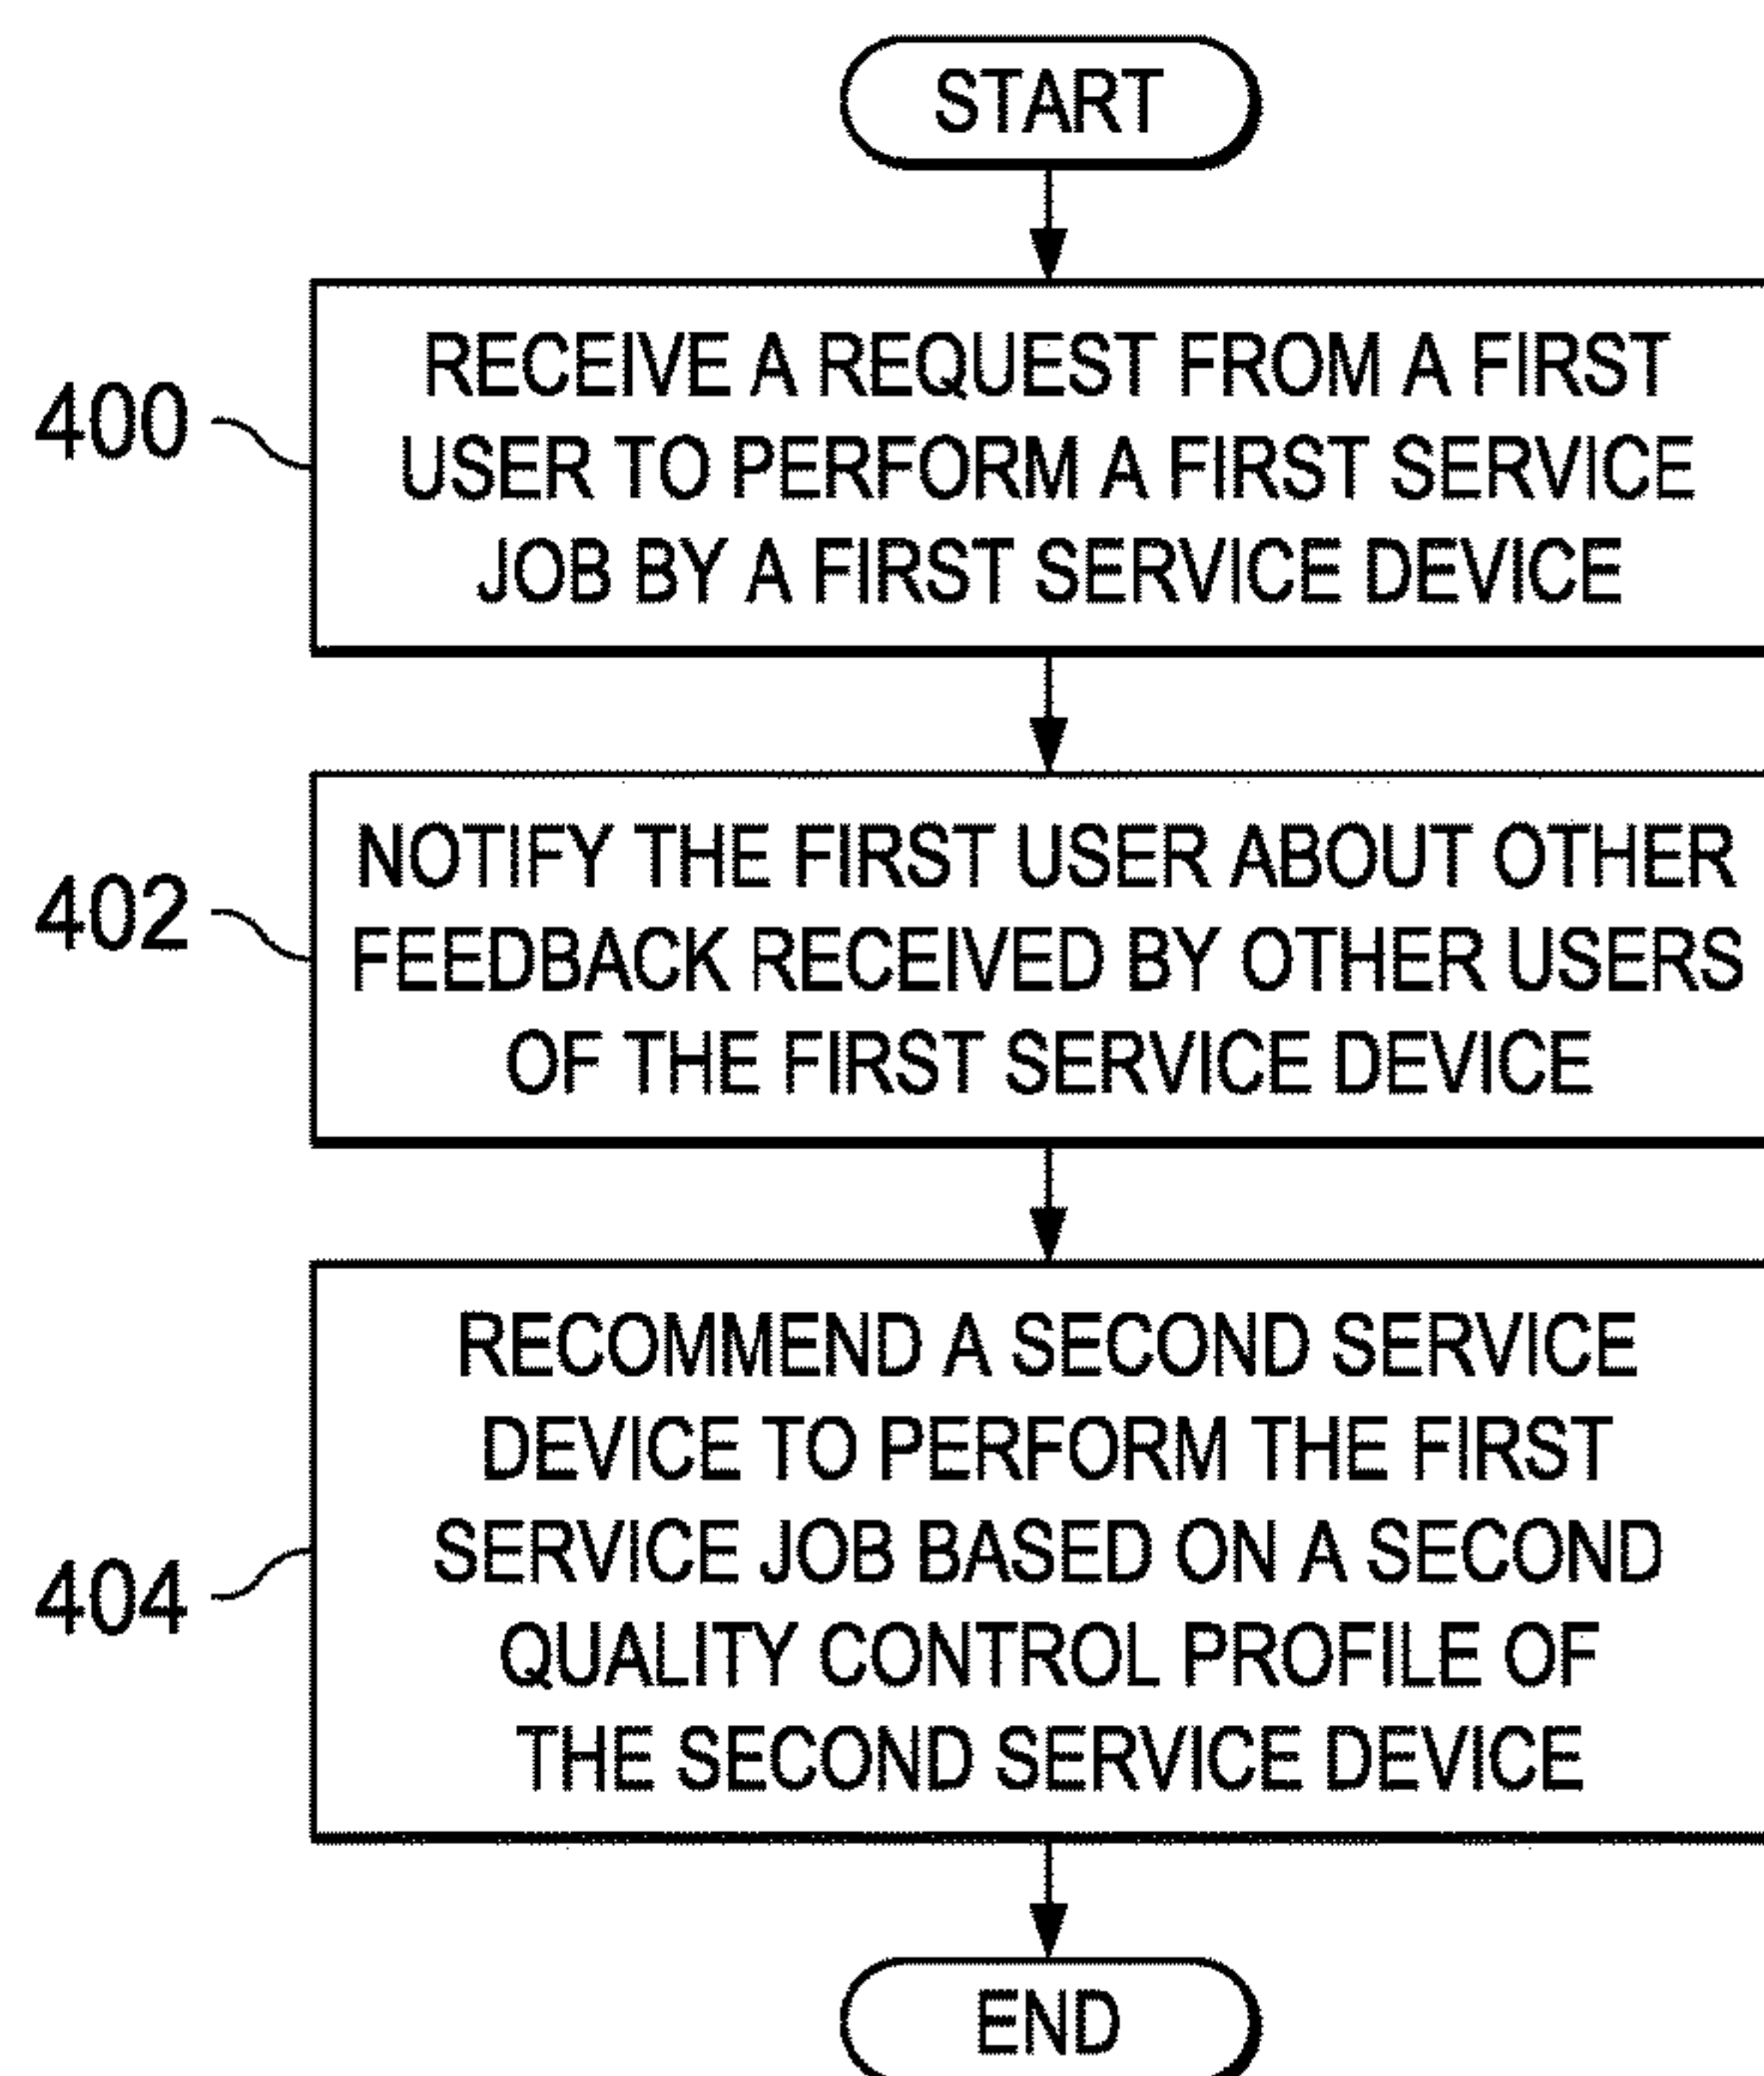 START
400
RECEIVE A REQUEST FROM A FIRST
USER TO PERFORM A FIRST SERVICE
JOB BY A FIRST SERVICE DEVICE
402
NOTIFY THE FIRST USER ABOUT OTHER
FEEDBACK RECEIVED BY OTHER USERS
OF THE FIRST SERVICE DEVICE
404
RECOMMEND A SECOND SERVICE
DEVICE TO PERFORM THE FIRST
SERVICE JOB BASED ON A SECOND
QUALITY CONTROL PROFILE OF
THE SECOND SERVICE DEVICE
END